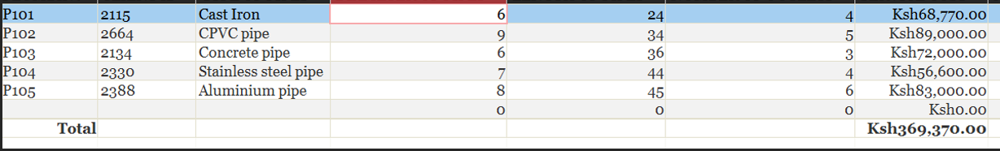 P101 2115 Cast Iron 6 24 4 Ksh68,770.00
P102 2664 CPVC pipe 9 34 5 Ksh89,000.00
P103 2134 Concrete pipe 6 36 3 Ksh72,000.00
P104 2330 Stainless steel pipe 7 44 4 Ksh56,600.00
P105 2388 Aluminium pipe 8 45 6 Ksh83,000.00
0 0 0 Ksh0.00
Total Ksh369,370.00